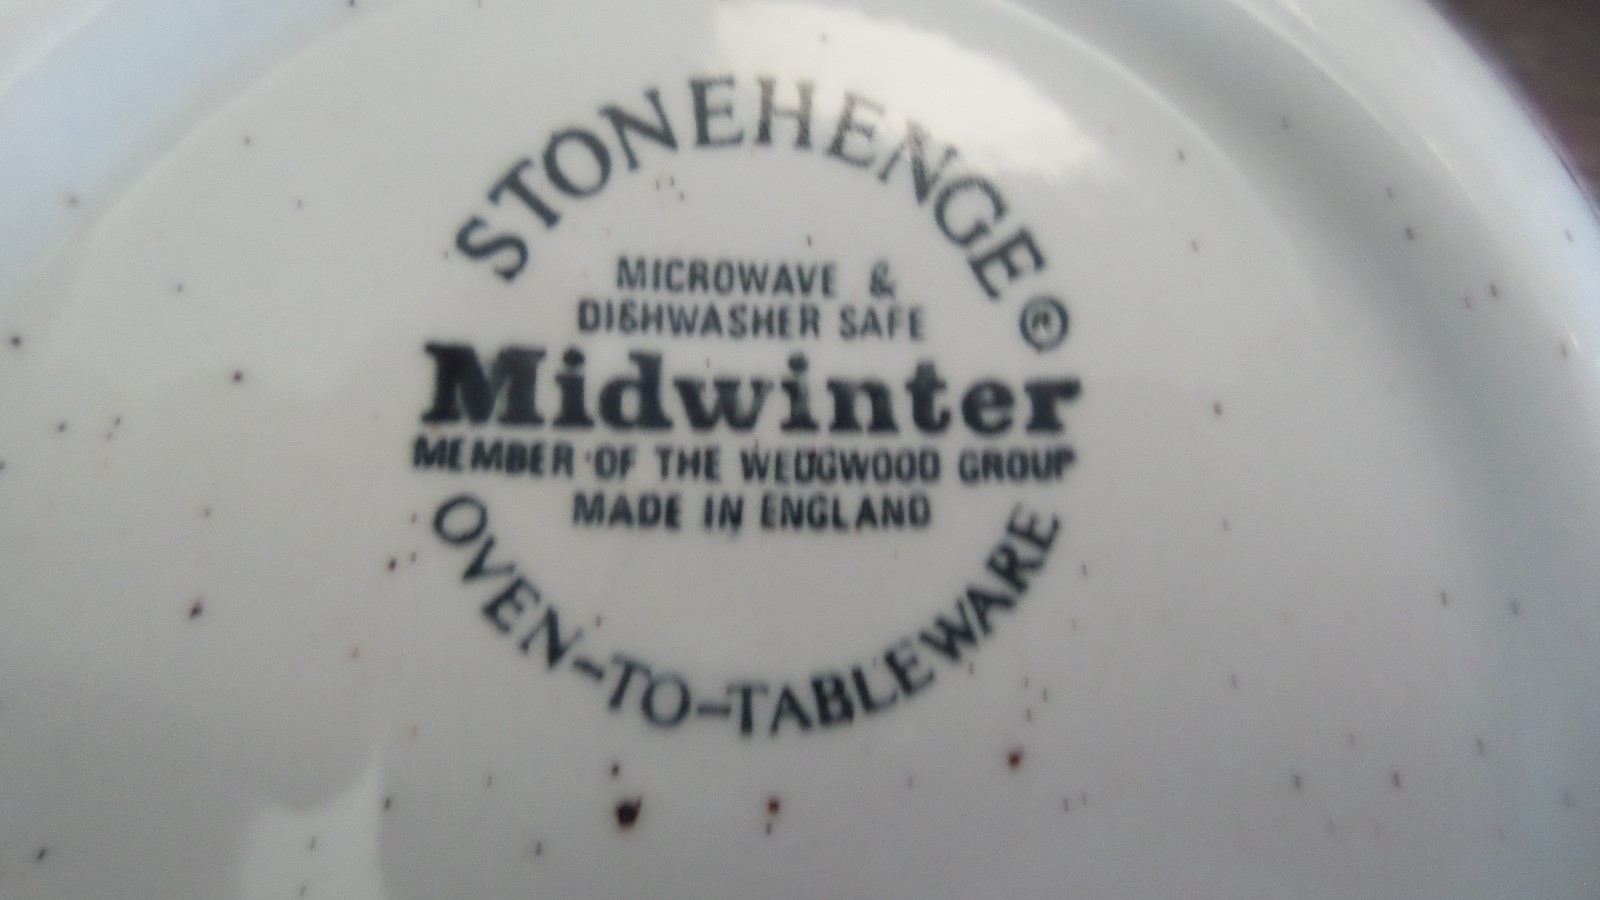 STONEHENGE®
MICROWAVE &
DISHWASHER SAFE
Midwinter
MEMBER OF THE WEDGWOOD GROUP
MADE IN ENGLAND
OVEN-TO-TABLEWARE